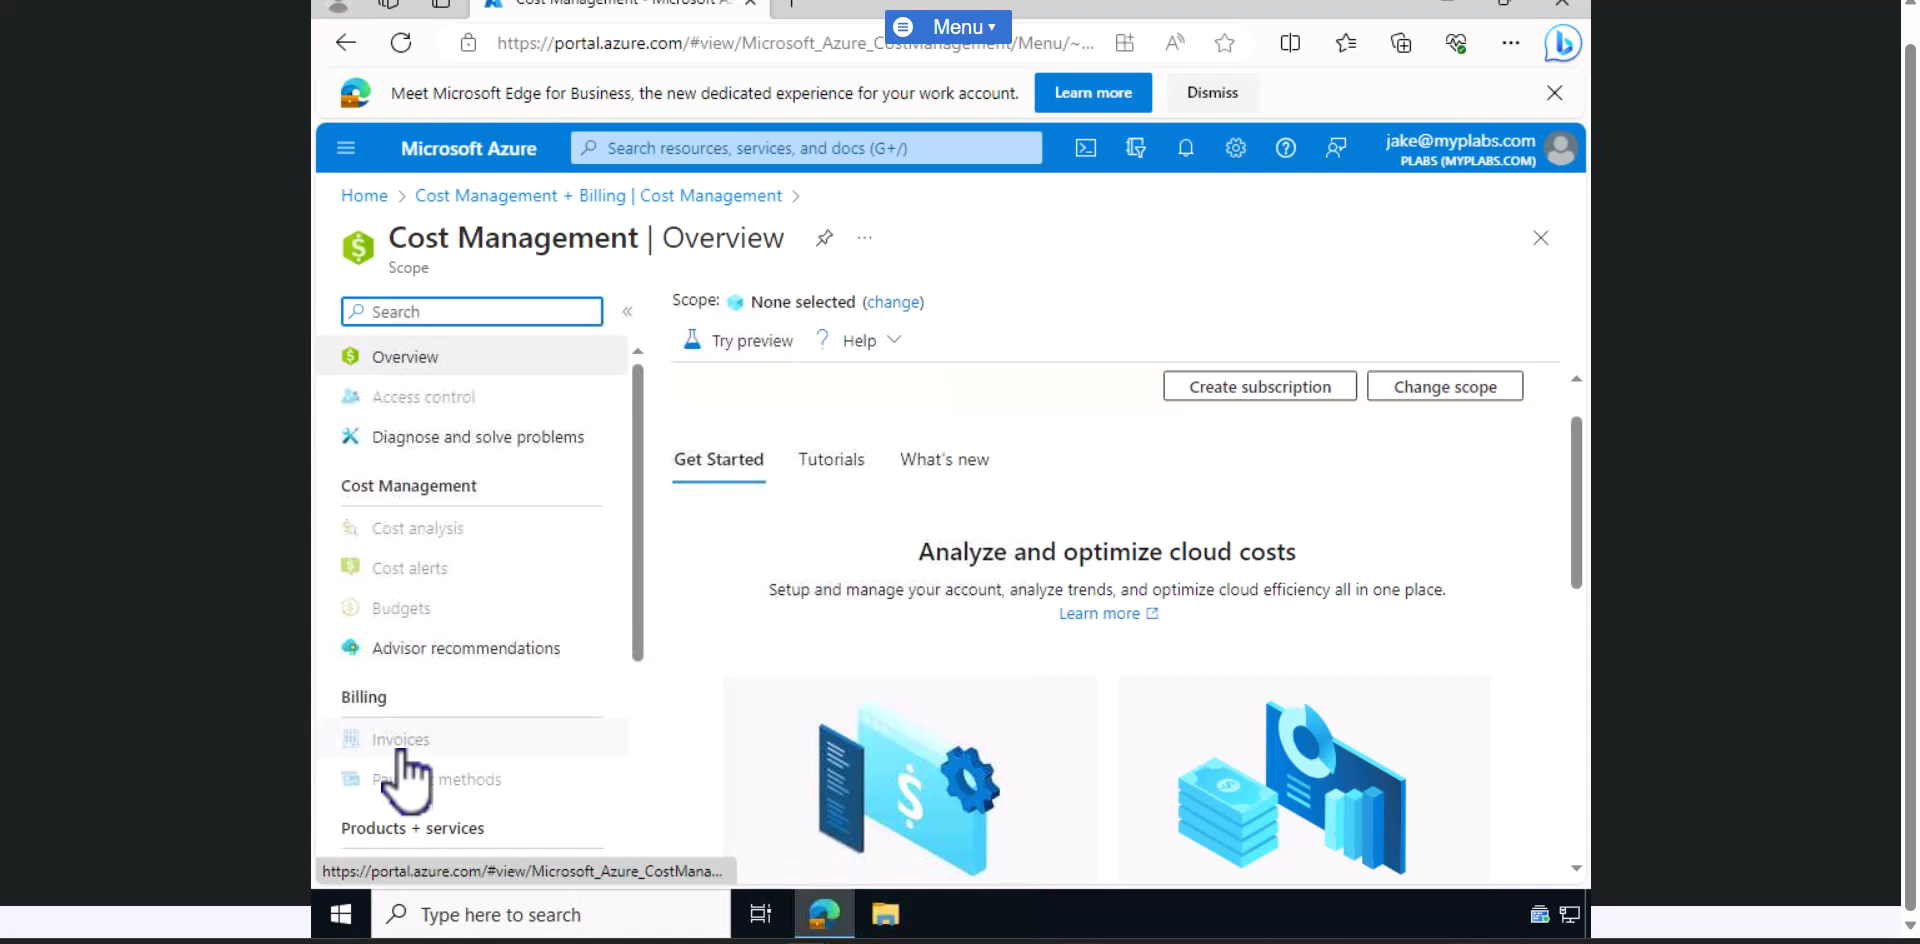 Cost Management - Microsoft A
Menu ▾
https://portal.azure.com/#view/Microsoft_Azure_CostManagement/Menu/~...
Meet Microsoft Edge for Business, the new dedicated experience for your work account.
Learn more
Dismiss
Microsoft Azure
Search resources, services, and docs (G+/)
jake@myplabs.com
PLABS (MYPLABS.COM)
Home > Cost Management + Billing | Cost Management >
Cost Management | Overview
Scope
Search
«
Scope: None selected (change)
Try preview
? Help
Overview
Access control
Diagnose and solve problems
Cost Management
Cost analysis
Cost alerts
Budgets
Advisor recommendations
Billing
Invoices
methods
Products + services
Create subscription
Change scope
Get Started
Tutorials
What's new
Analyze and optimize cloud costs
Setup and manage your account, analyze trends, and optimize cloud efficiency all in one place.
Learn more
https://portal.azure.com/#view/Microsoft_Azure_CostMana...
Type here to search